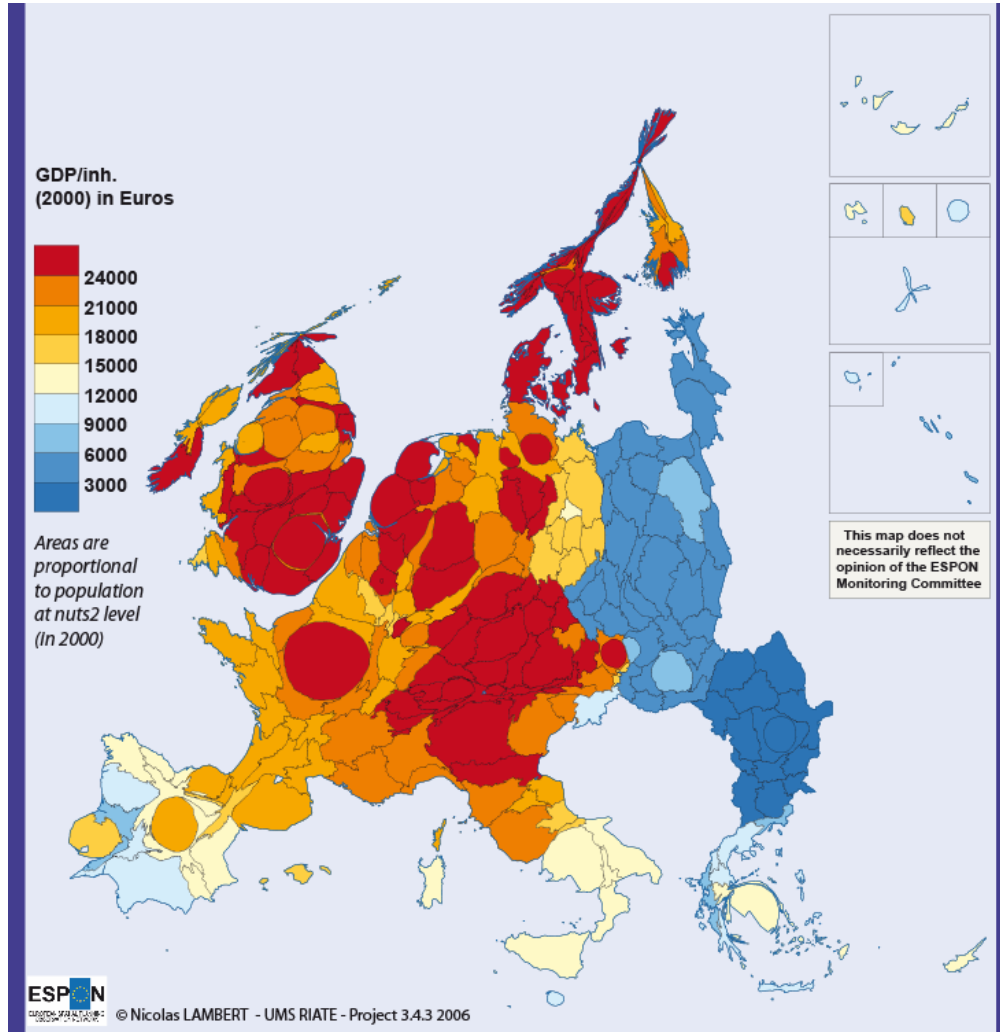 GDP/inh.
(2000) in Euros
24000
21000
18000
15000
12000
9000
6000
3000
Areas are
proportional
to population
at nuts2 level
(In 2000)
This map does not
necessarily reflect the
opinion of the ESPON
Monitoring Committee
ESPON
© Nicolas LAMBERT - UMS RIATE - Project 3.4.3 2006